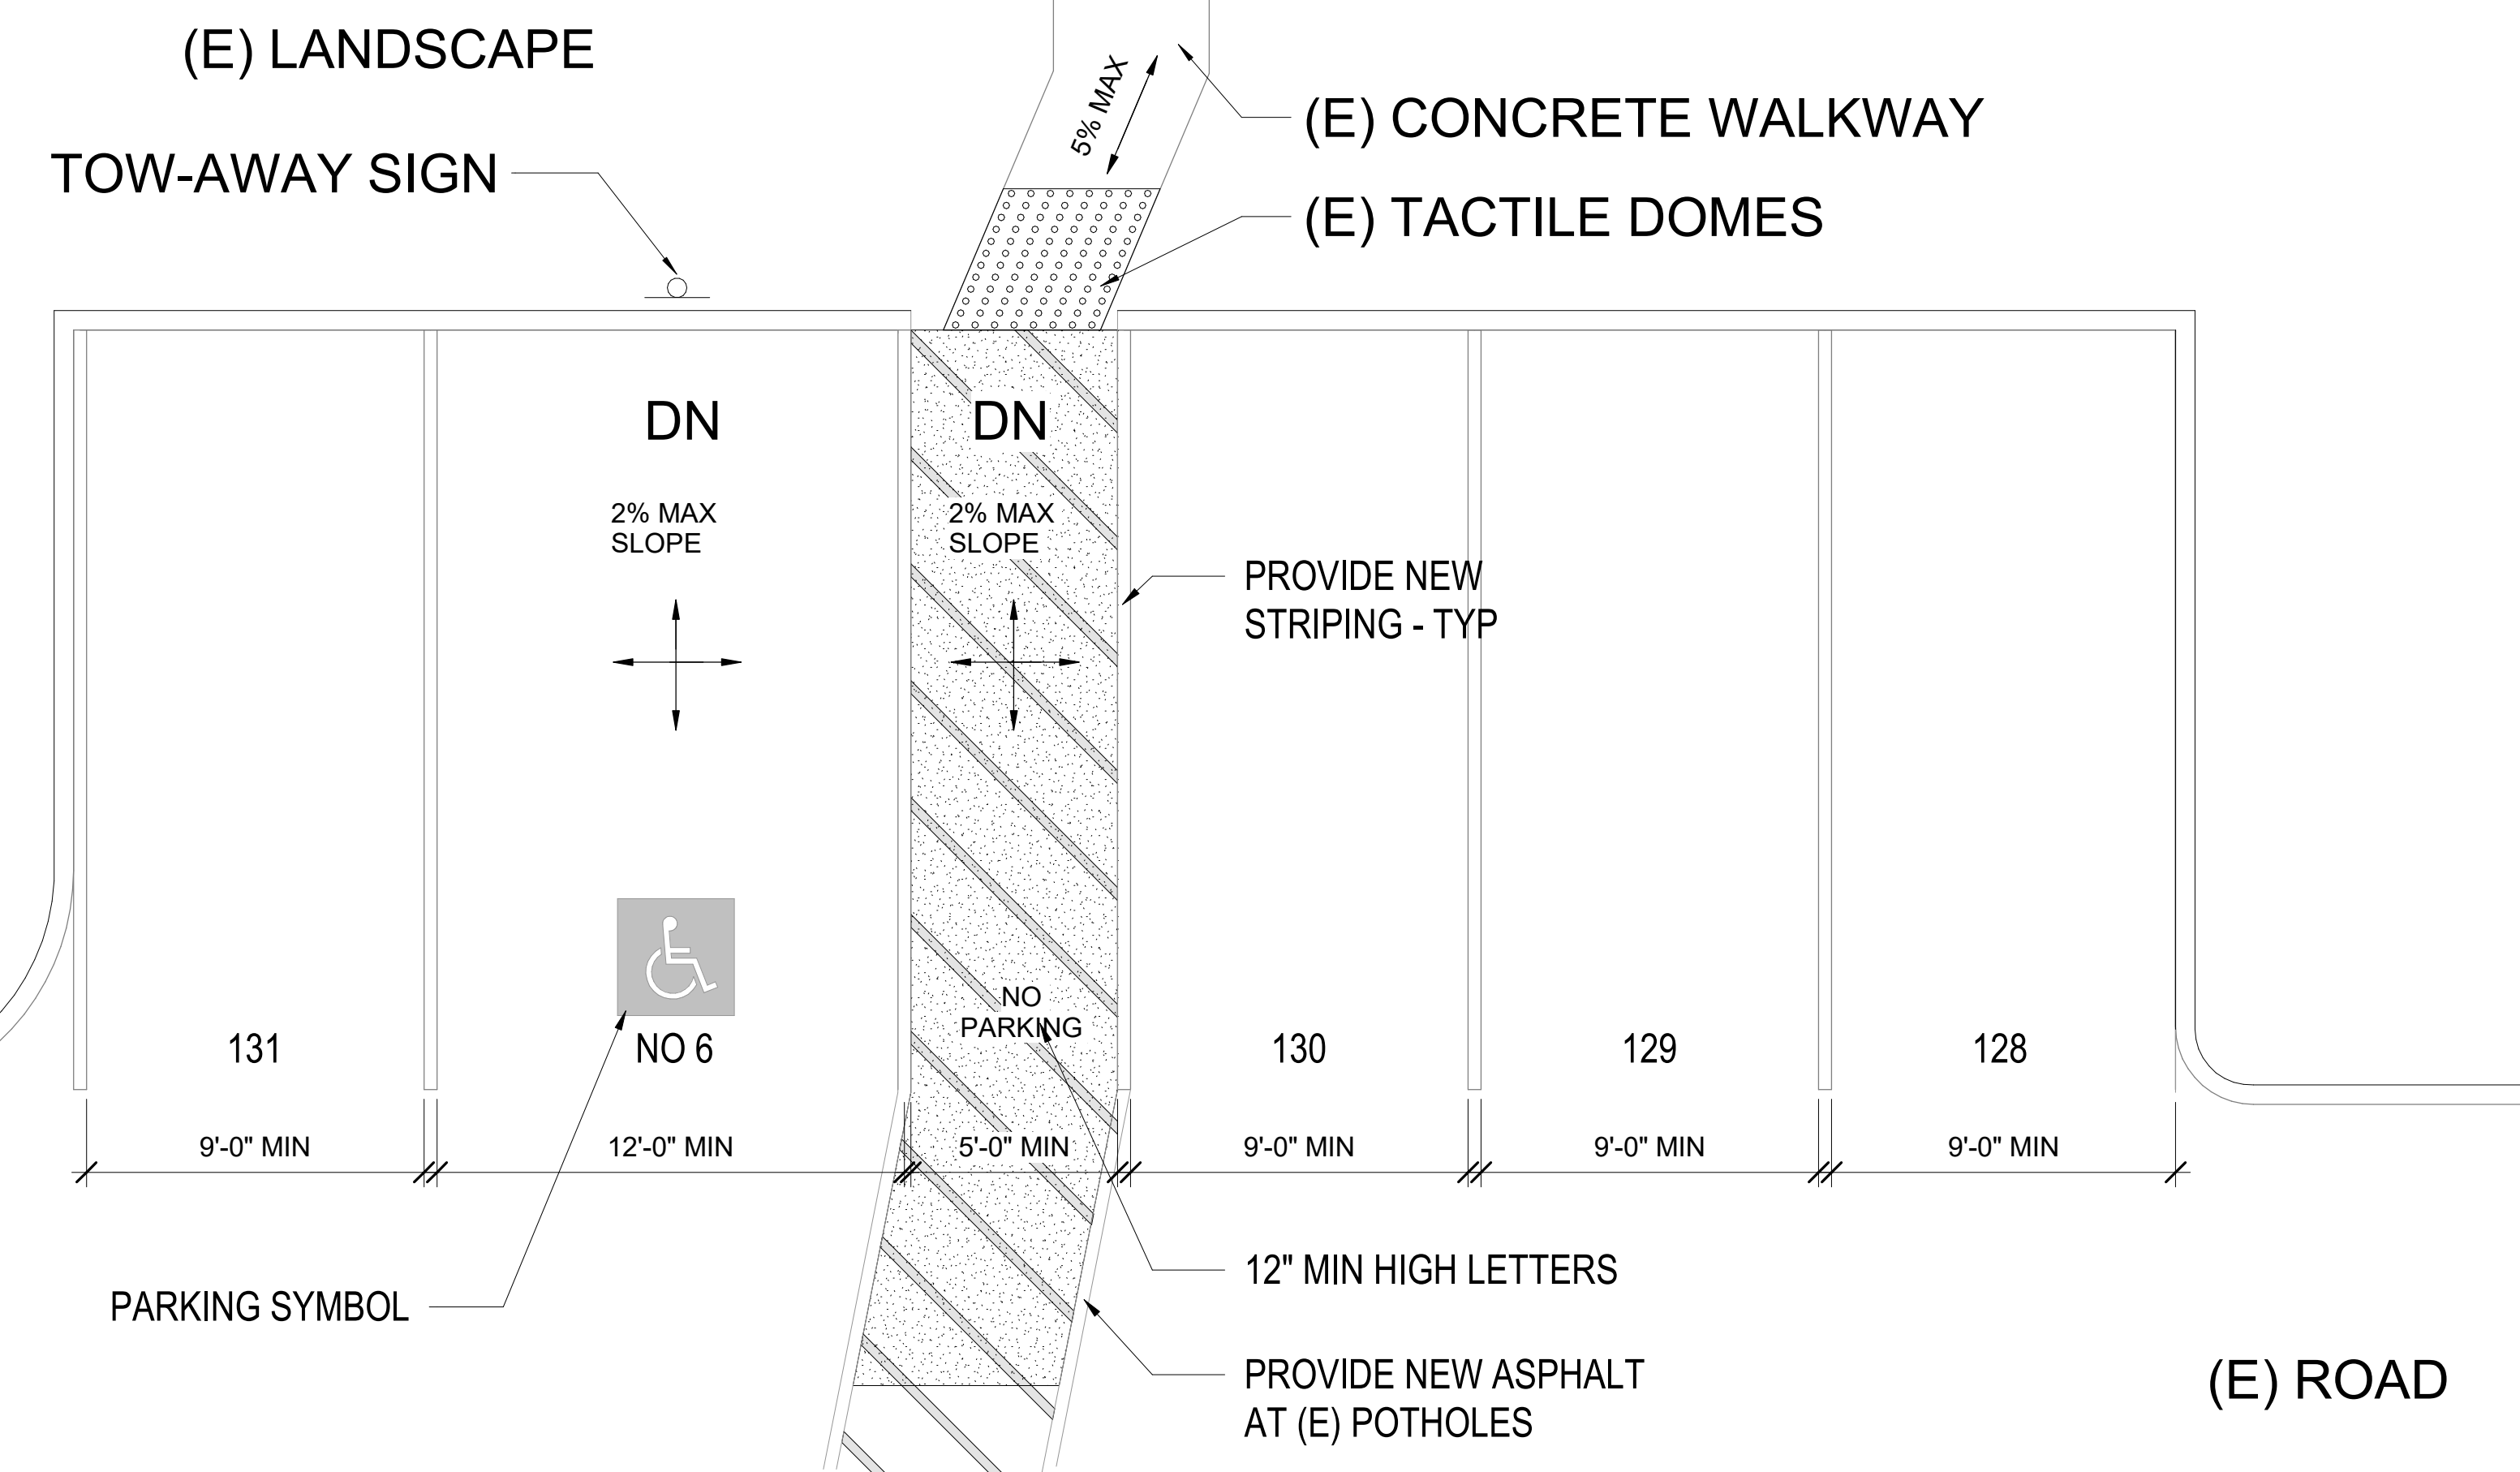 (E) LANDSCAPE
5% MAX
(E) CONCRETE WALKWAY
TOW-AWAY SIGN
(E) TACTILE DOMES
DN
DN
2% MAX
SLOPE
2% MAX
SLOPE
PROVIDE NEW
STRIPING - TYP
NO
PARKING
131
NO 6
130
129
128
9'-0" MIN
12'-0" MIN
5'-0" MIN
9'-0" MIN
9'-0" MIN
9'-0" MIN
12" MIN HIGH LETTERS
PARKING SYMBOL
PROVIDE NEW ASPHALT
AT (E) POTHOLES
(E) ROAD